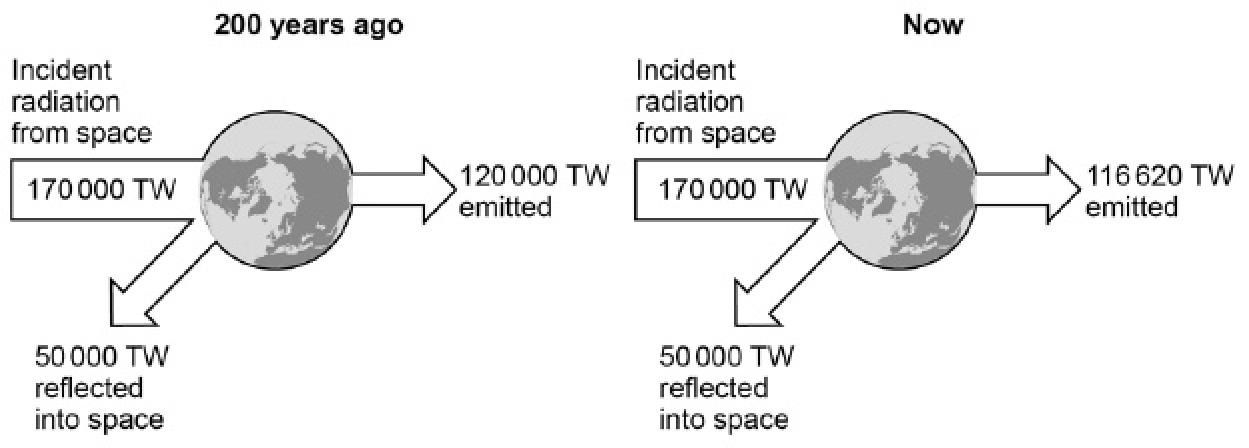 200 years ago
Incident
radiation
from space
170 000 TW
120 000 TW
emitted
50 000 TW
reflected
into space
Now
Incident
radiation
from space
170 000 TW
116 620 TW
emitted
50 000 TW
reflected
into space